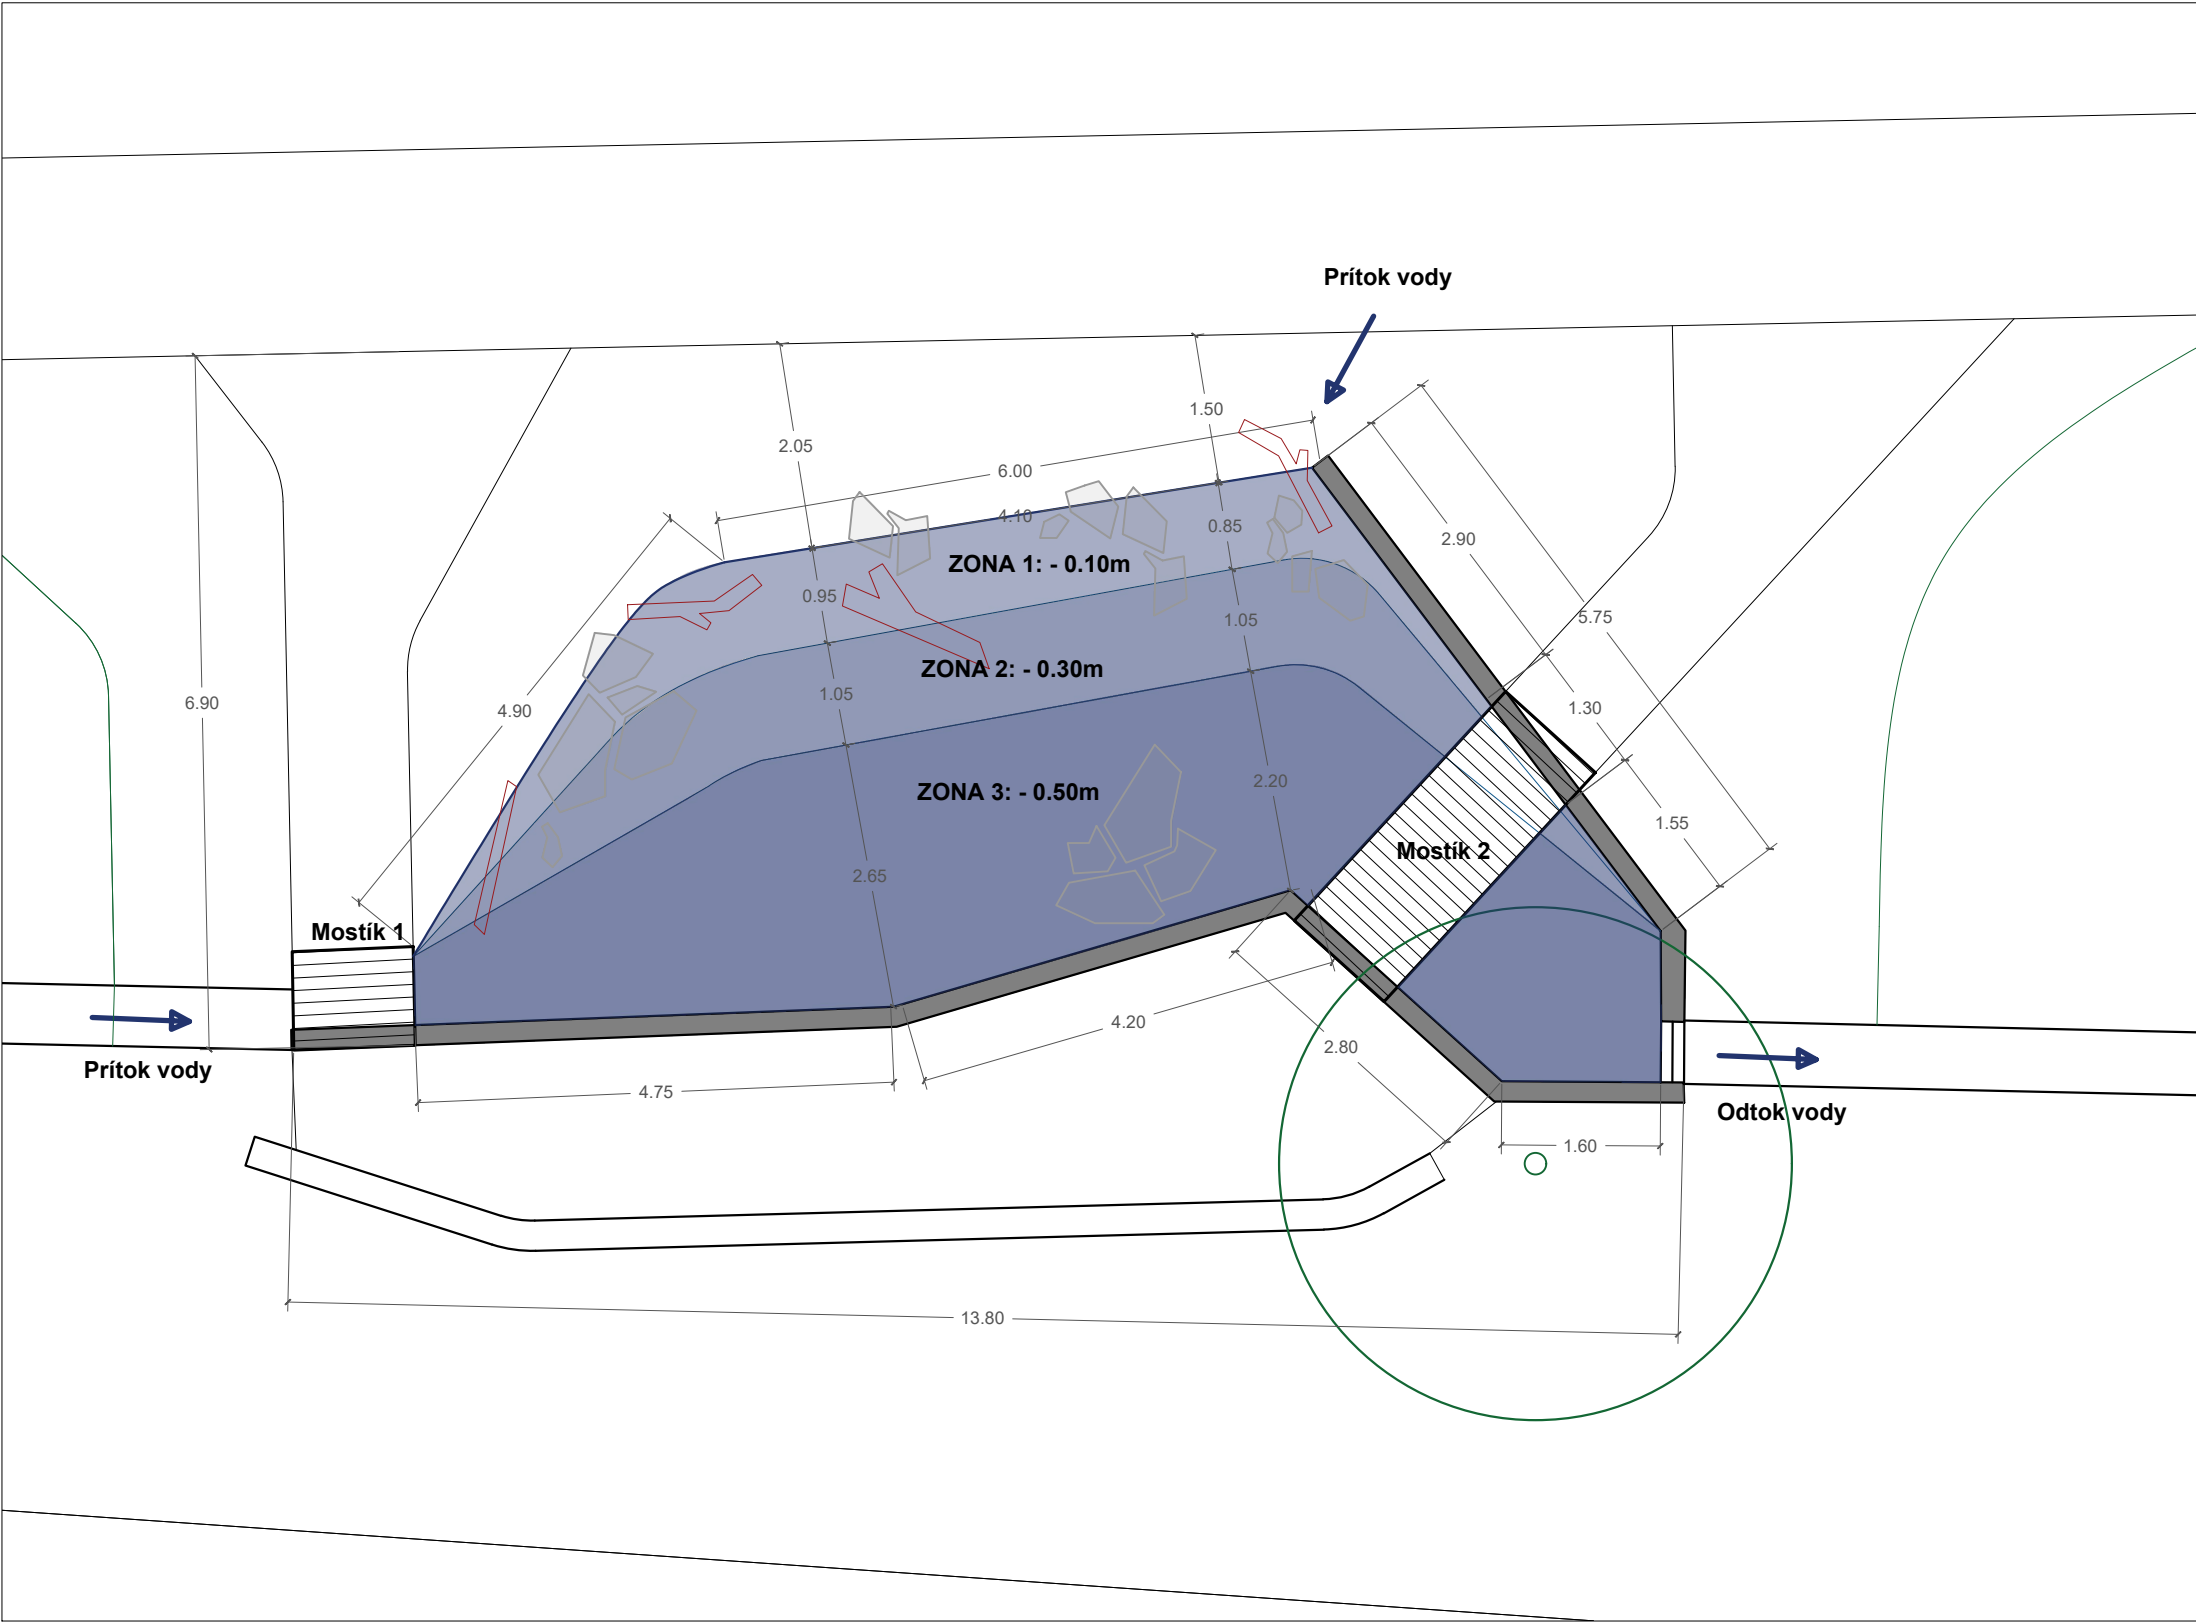 Prítok vody
1.50
2.05
6.00
4.10
0.85
2.90
ZONA 1: - 0.10m
0.95
1.05
5.75
ZONA 2: - 0.30m
1.05
6.90
4.90
1.30
2.20
ZONA 3: - 0.50m
1.55
Mostík 2
2.65
Mostík 1
4.20
2.80
Prítok vody
4.75
Odtok vody
1.60
13.80